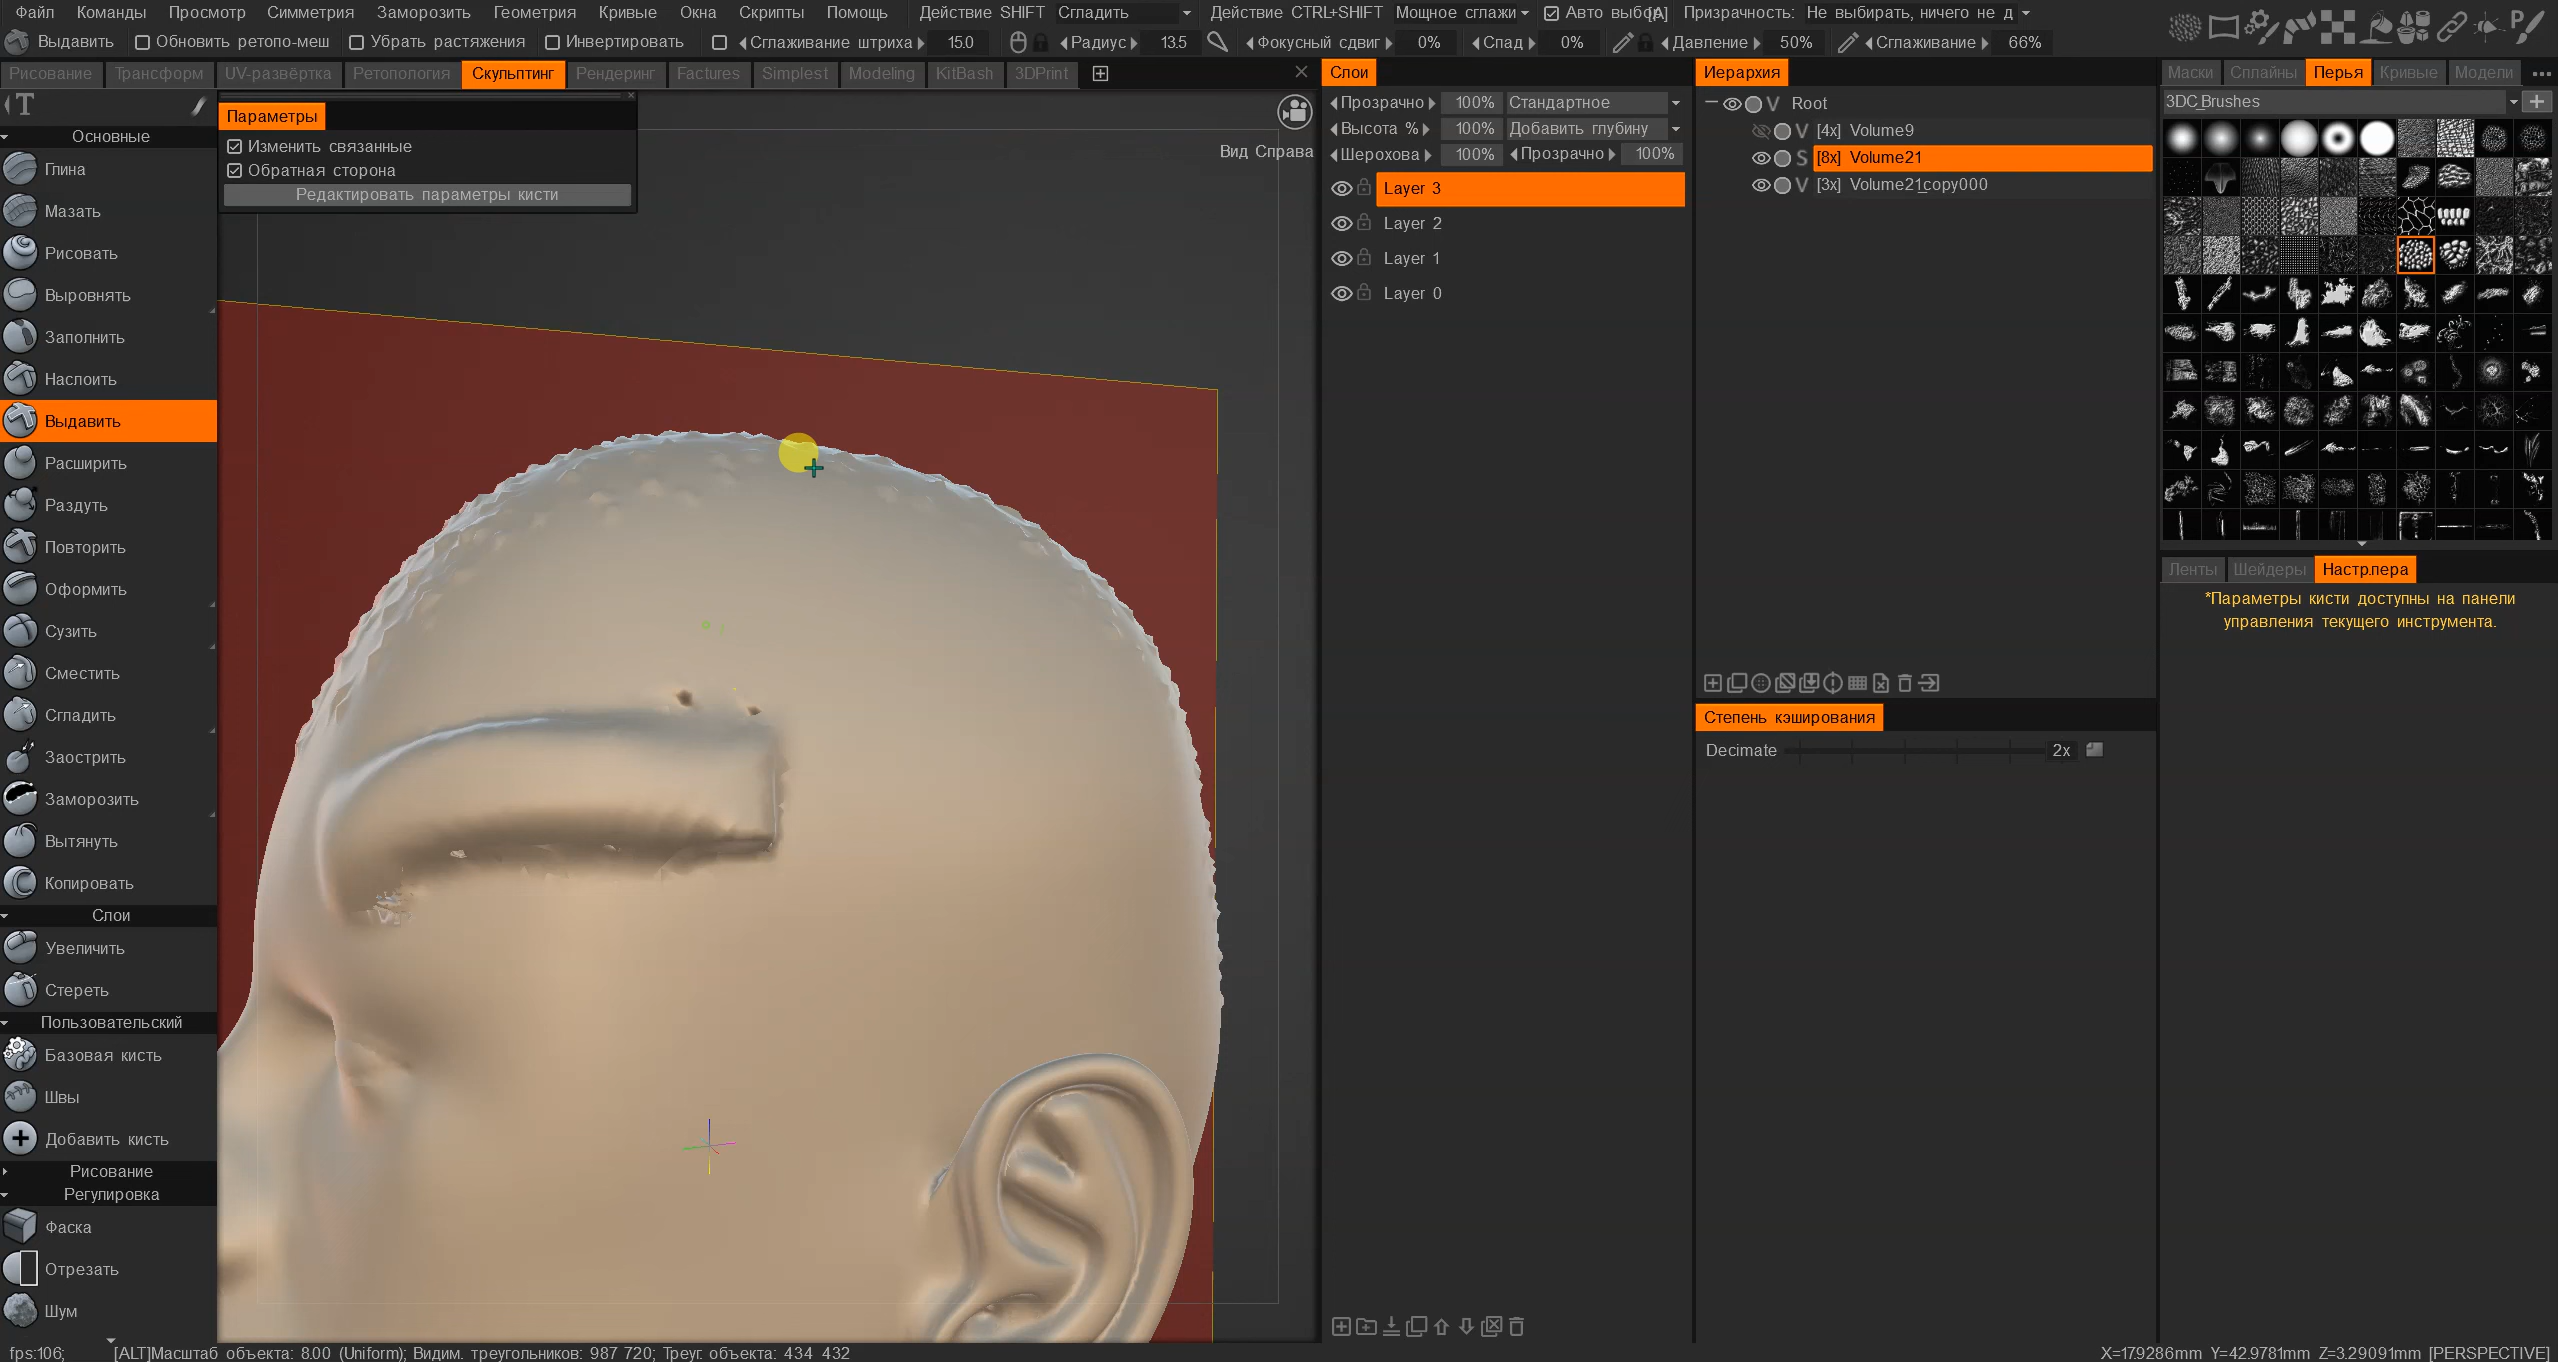 Файл Команды Просмотр Симметрия Заморозить Геометрия Кривые Окна Скрипты Помощь Действие SHIFT Сгладить Действие CTRL+SHIFT Мощное сглажи Авто выбор [A] Призрачность: Не выбирать, ничего не д
Выдавить Обновить ретопо-меш Убрать растяжения Инвертировать Сглаживание штриха 15.0 Радиус 13.5 Фокусный сдвиг 0% Спад 0% Давление 50% Сглаживание 66%
Рисование Трансформ UV-развёртка Ретопология Скульптинг Рендеринг Factures Simplest Modeling KitBash 3DPrint
T
Основные
Глина
Мазать
Рисовать
Выровнять
Заполнить
Наслоить
Выдавить
Расширить
Раздуть
Повторить
Оформить
Сузить
Сместить
Сгладить
Заострить
Заморозить
Вытянуть
Копировать
Слои
Увеличить
Стереть
Пользовательский
Базовая кисть
Швы
Добавить кисть
Рисование
Регулировка
Фаска
Отрезать
Шум
Параметры
Изменить связанные
Обратная сторона
Редактировать параметры кисти
Вид Справа
Слои
Прозрачно 100% Стандартное
Высота % 100% Добавить глубину
Шерохова 100% Прозрачно 100%
Layer 3
Layer 2
Layer 1
Layer 0
Иерархия
V Root
V [4x] Volume9
S [8x] Volume21
V [3x] Volume21_copy000
Степень кэширования
Decimate 2x
Маски Сплайны Перья Кривые Модели
3DC_Brushes
Ленты Шейдеры Настр.пера
*Параметры кисти доступны на панели
управления текущего инструмента.
fps:106; [ALT]Масштаб объекта: 8.00 (Uniform); Видим. треугольников: 987 720; Треуг. объекта: 434 432
X=17.9286mm Y=42.9781mm Z=3.29091mm [PERSPECTIVE]